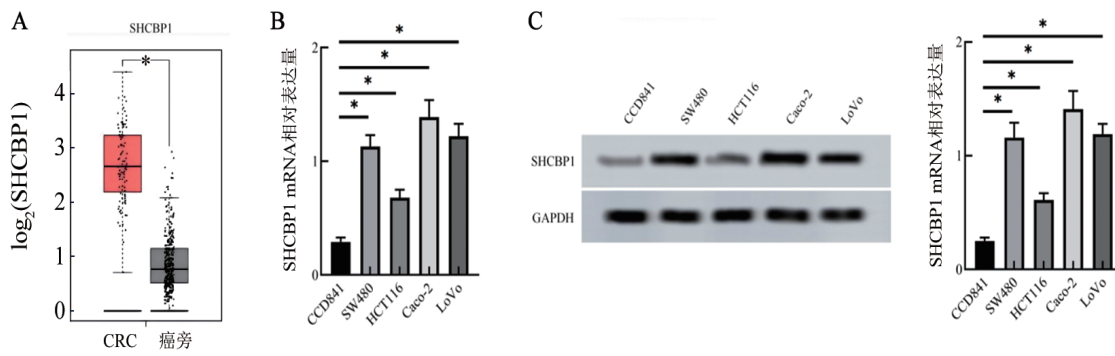 A
SHCBP1
log₂(SHCBP1)
4
3
2
1
0
*
CRC
癌旁
B
SHCBP1 mRNA相对表达量
2
1
0
*
*
*
*
CCD841
SW480
HCT116
Caco-2
LoVo
C
CCD841
SW480
HCT116
Caco-2
LoVo
SHCBP1
GAPDH
SHCBP1 mRNA相对表达量
2
1
0
*
*
*
*
CCD841
SW480
HCT116
Caco-2
LoVo